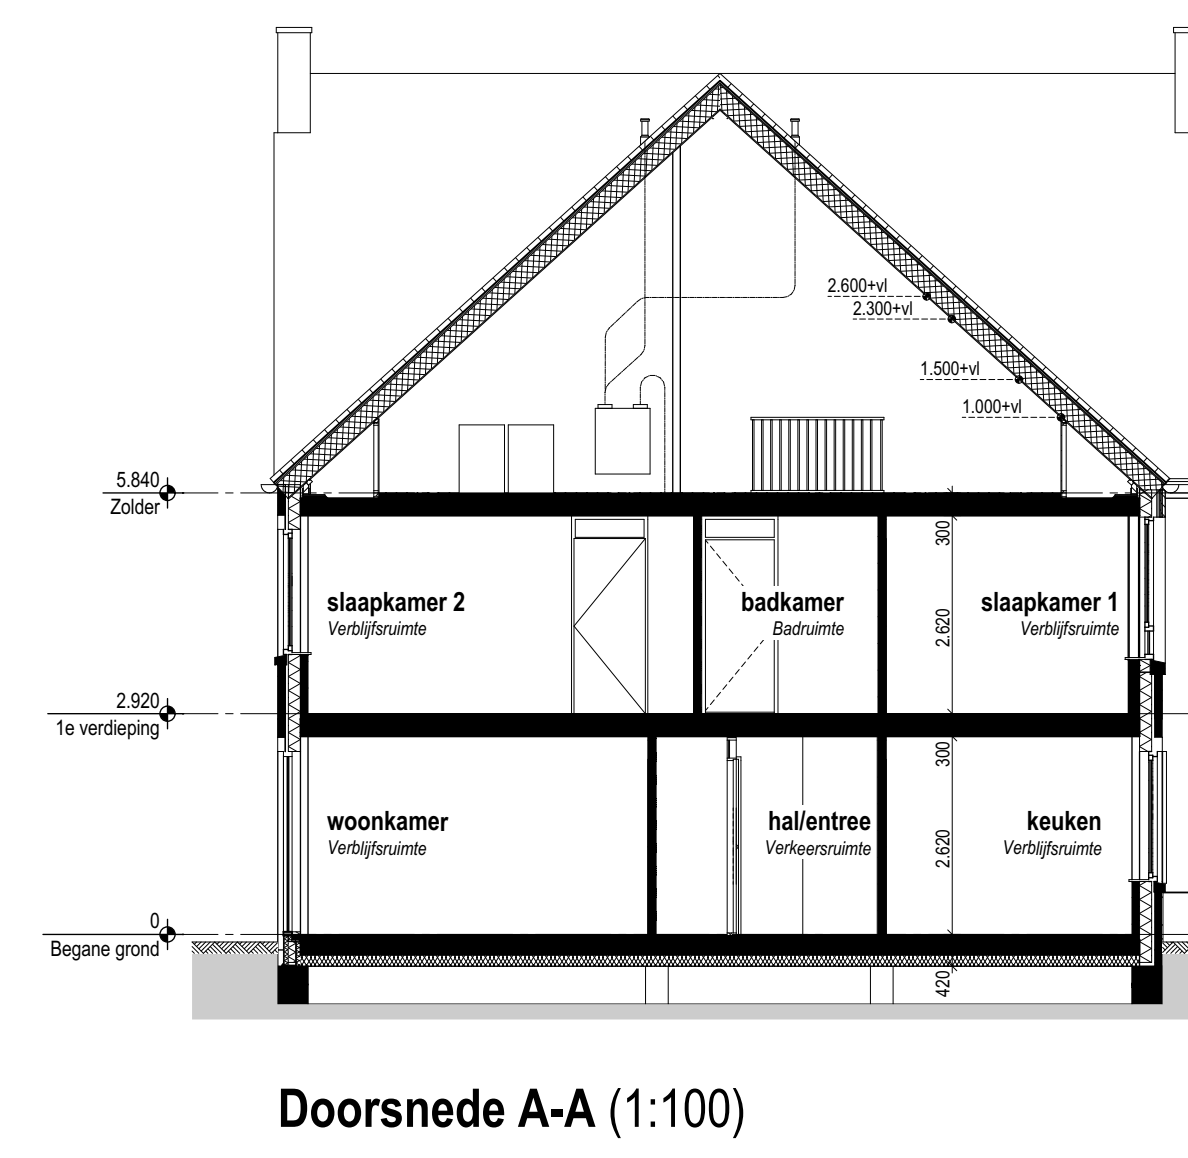 2.600+vl
2.300+vl
1.500+vl
1.000+vl
5.840
Zolder
300
slaapkamer 2
Verblijfsruimte
badkamer
Badruimte
slaapkamer 1
Verblijfsruimte
2.620
2.920
1e verdieping
300
woonkamer
Verblijfsruimte
hal/entree
Verkeersruimte
keuken
Verblijfsruimte
2.620
0
Begane grond
420
Doorsnede A-A (1:100)